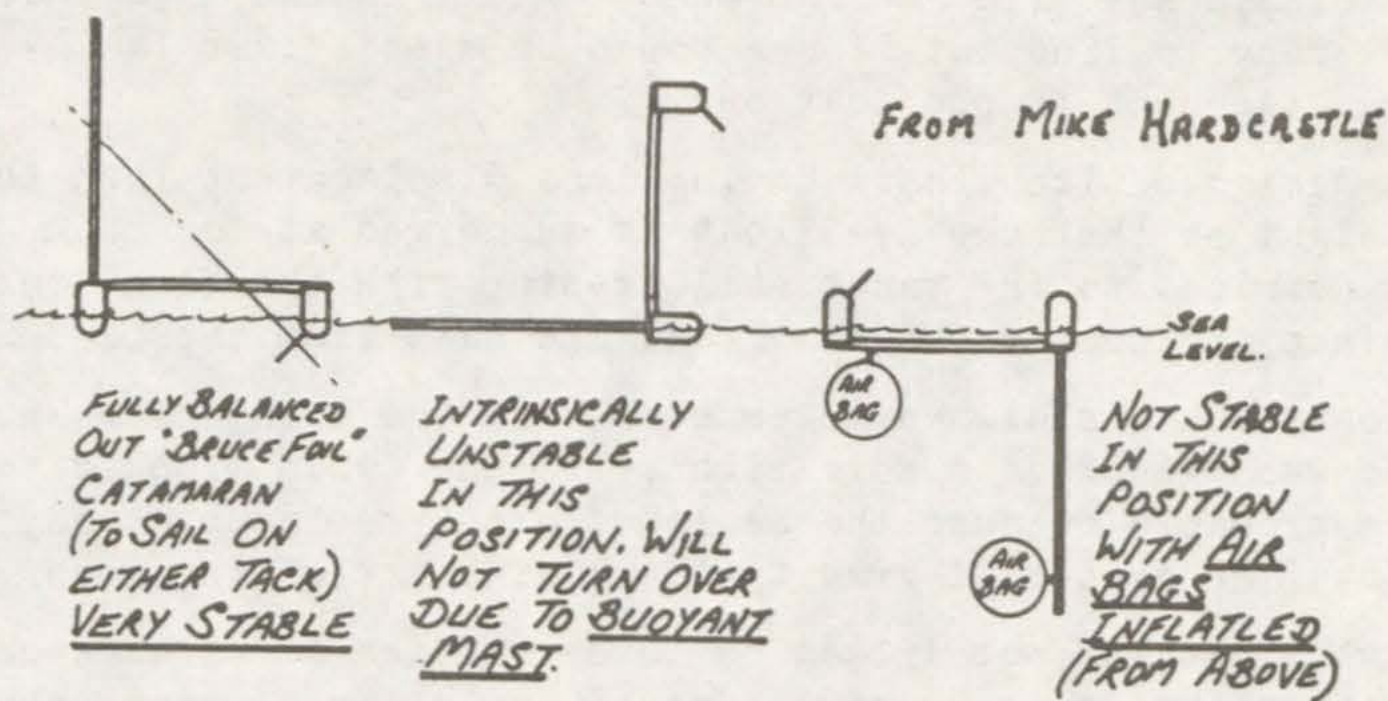 FROM MIKE HARDCASTLE
SEA
LEVEL.
AIR
BAG
AIR
BAG
FULLY BALANCED
OUT "BRUCE FOIL"
CATAMARAN
(TO SAIL ON
EITHER TACK)
VERY STABLE
INTRINSICALLY
UNSTABLE
IN THIS
POSITION. WILL
NOT TURN OVER
DUE TO BUOYANT
MAST.
NOT STABLE
IN THIS
POSITION
WITH AIR
BAGS
INFLATLED
(FROM ABOVE)